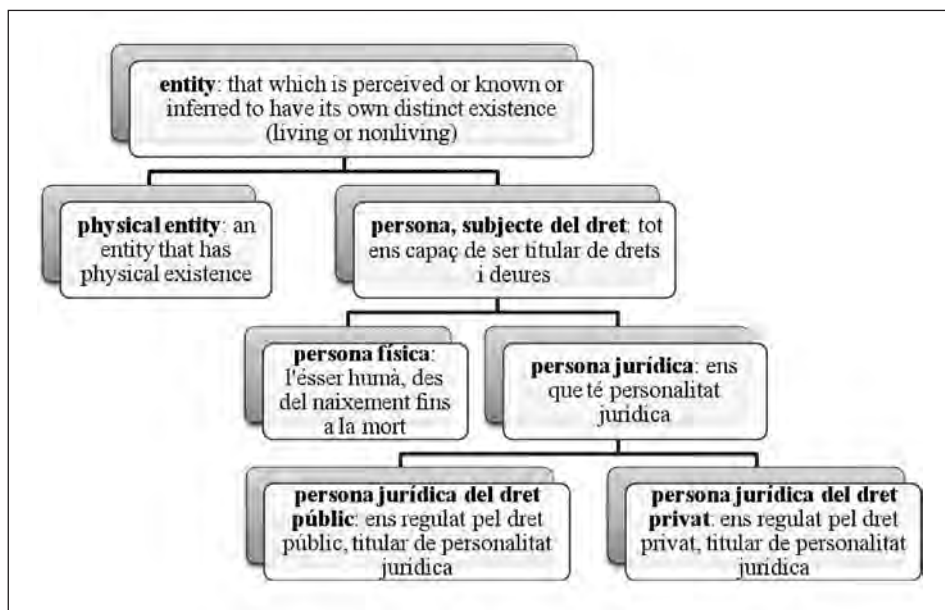 entity: that which is perceived or known or
inferred to have its own distinct existence
(living or nonliving)
physical entity: an
entity that has
physical existence
persona, subjecte del dret: tot
ens capaç de ser titular de drets
i deures
persona física:
l'ésser humà, des
del naixement fins
a la mort
persona jurídica: ens
que té personalitat
jurídica
persona jurídica del dret
públic: ens regulat pel dret
públic, titular de personalitat
jurídica
persona jurídica del dret
privat: ens regulat pel dret
privat, titular de personalitat
jurídica